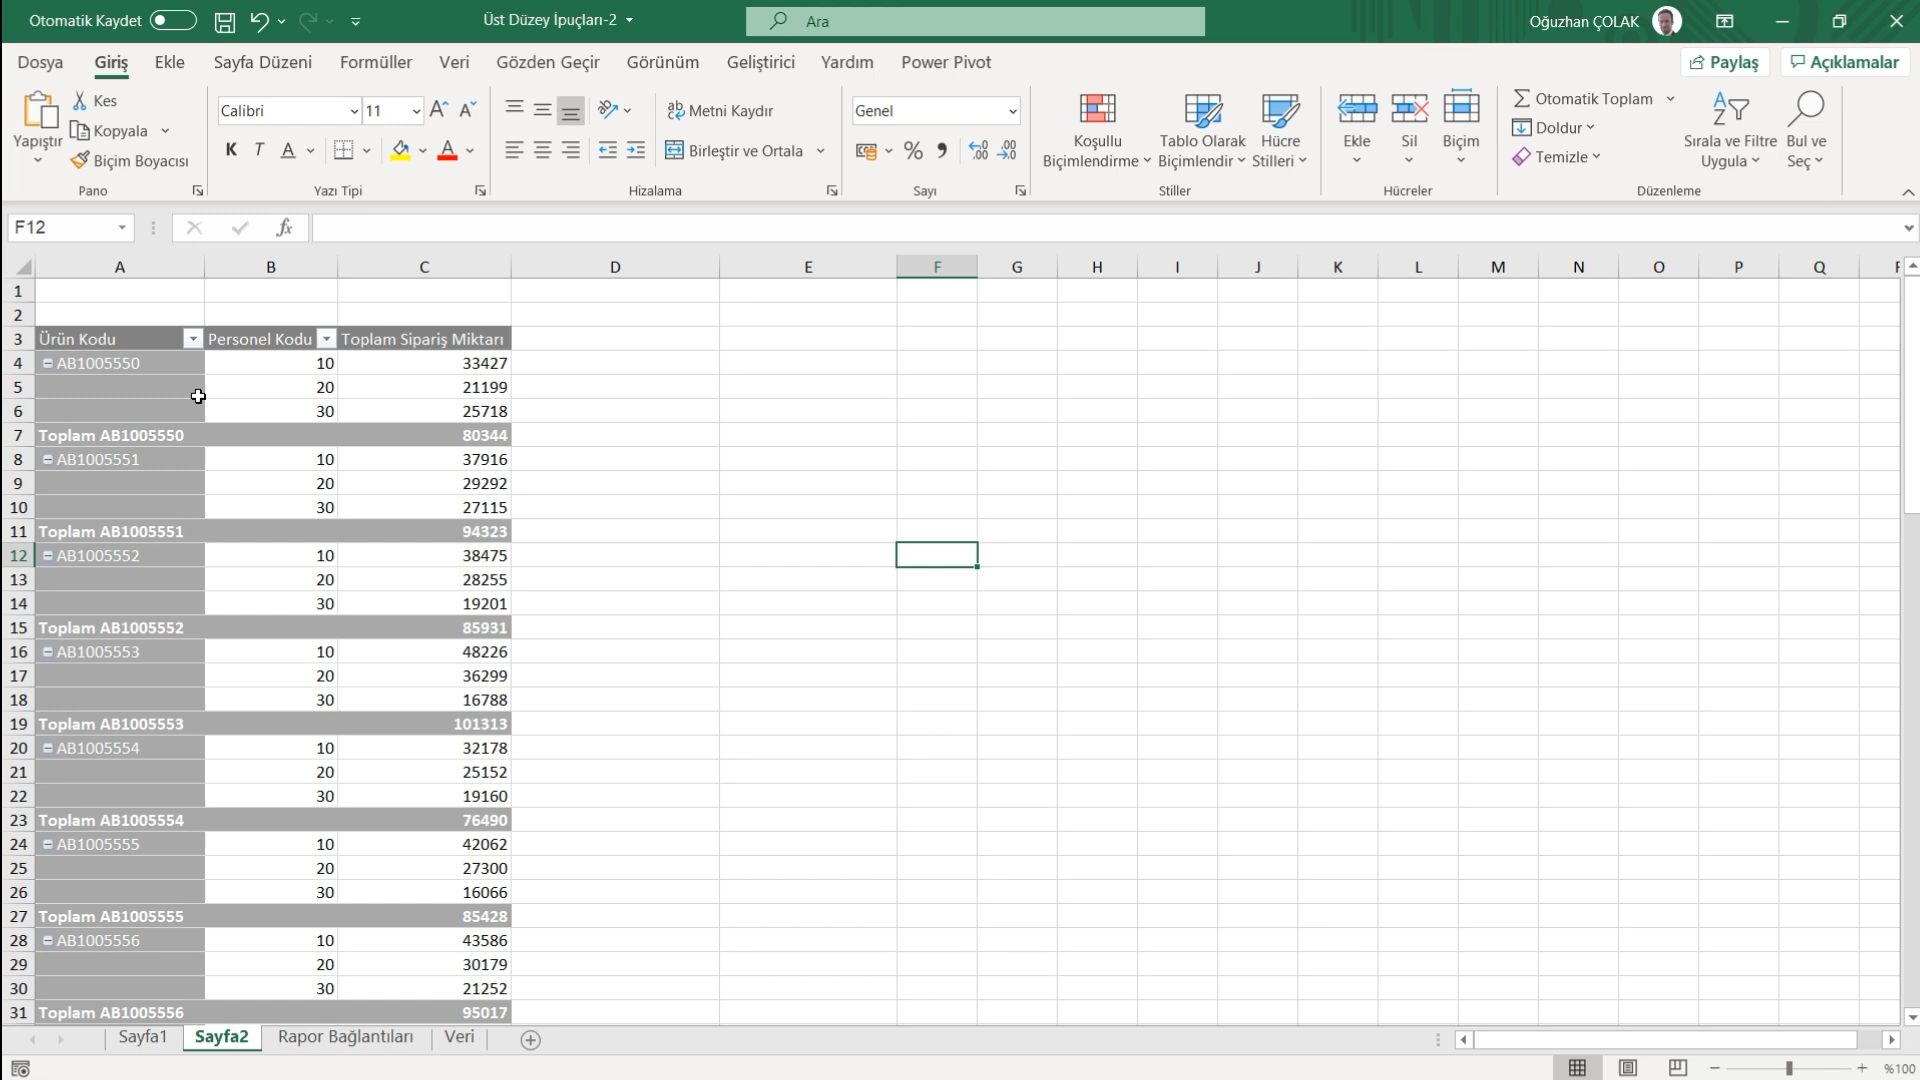 Otomatik Kaydet Üst Düzey İpuçları-2 Ara Oğuzhan ÇOLAK
Dosya Giriş Ekle Sayfa Düzeni Formüller Veri Gözden Geçir Görünüm Geliştirici Yardım Power Pivot Paylaş Açıklamalar
Yapıştır
Kes
Kopyala
Biçim Boyacısı
Pano
Calibri 11
K T A
Yazı Tipi
Metni Kaydır
Birleştir ve Ortala
Hizalama
Genel
%
Sayı
Koşullu
Biçimlendirme
Tablo Olarak
Biçimlendir
Hücre
Stilleri
Stiller
Ekle
Sil
Biçim
Hücreler
Otomatik Toplam
Doldur
Temizle
Sırala ve Filtre
Uygula
Bul ve
Seç
Düzenleme
F12 fx
A B C D E F G H I J K L M N O P Q
1
2
3 Ürün Kodu Personel Kodu Toplam Sipariş Miktarı
4 AB1005550 10 33427
5 20 21199
6 30 25718
7 Toplam AB1005550 80344
8 AB1005551 10 37916
9 20 29292
10 30 27115
11 Toplam AB1005551 94323
12 AB1005552 10 38475
13 20 28255
14 30 19201
15 Toplam AB1005552 85931
16 AB1005553 10 48226
17 20 36299
18 30 16788
19 Toplam AB1005553 101313
20 AB1005554 10 32178
21 20 25152
22 30 19160
23 Toplam AB1005554 76490
24 AB1005555 10 42062
25 20 27300
26 30 16066
27 Toplam AB1005555 85428
28 AB1005556 10 43586
29 20 30179
30 30 21252
31 Toplam AB1005556 95017
Sayfa1 Sayfa2 Rapor Bağlantıları Veri
%100